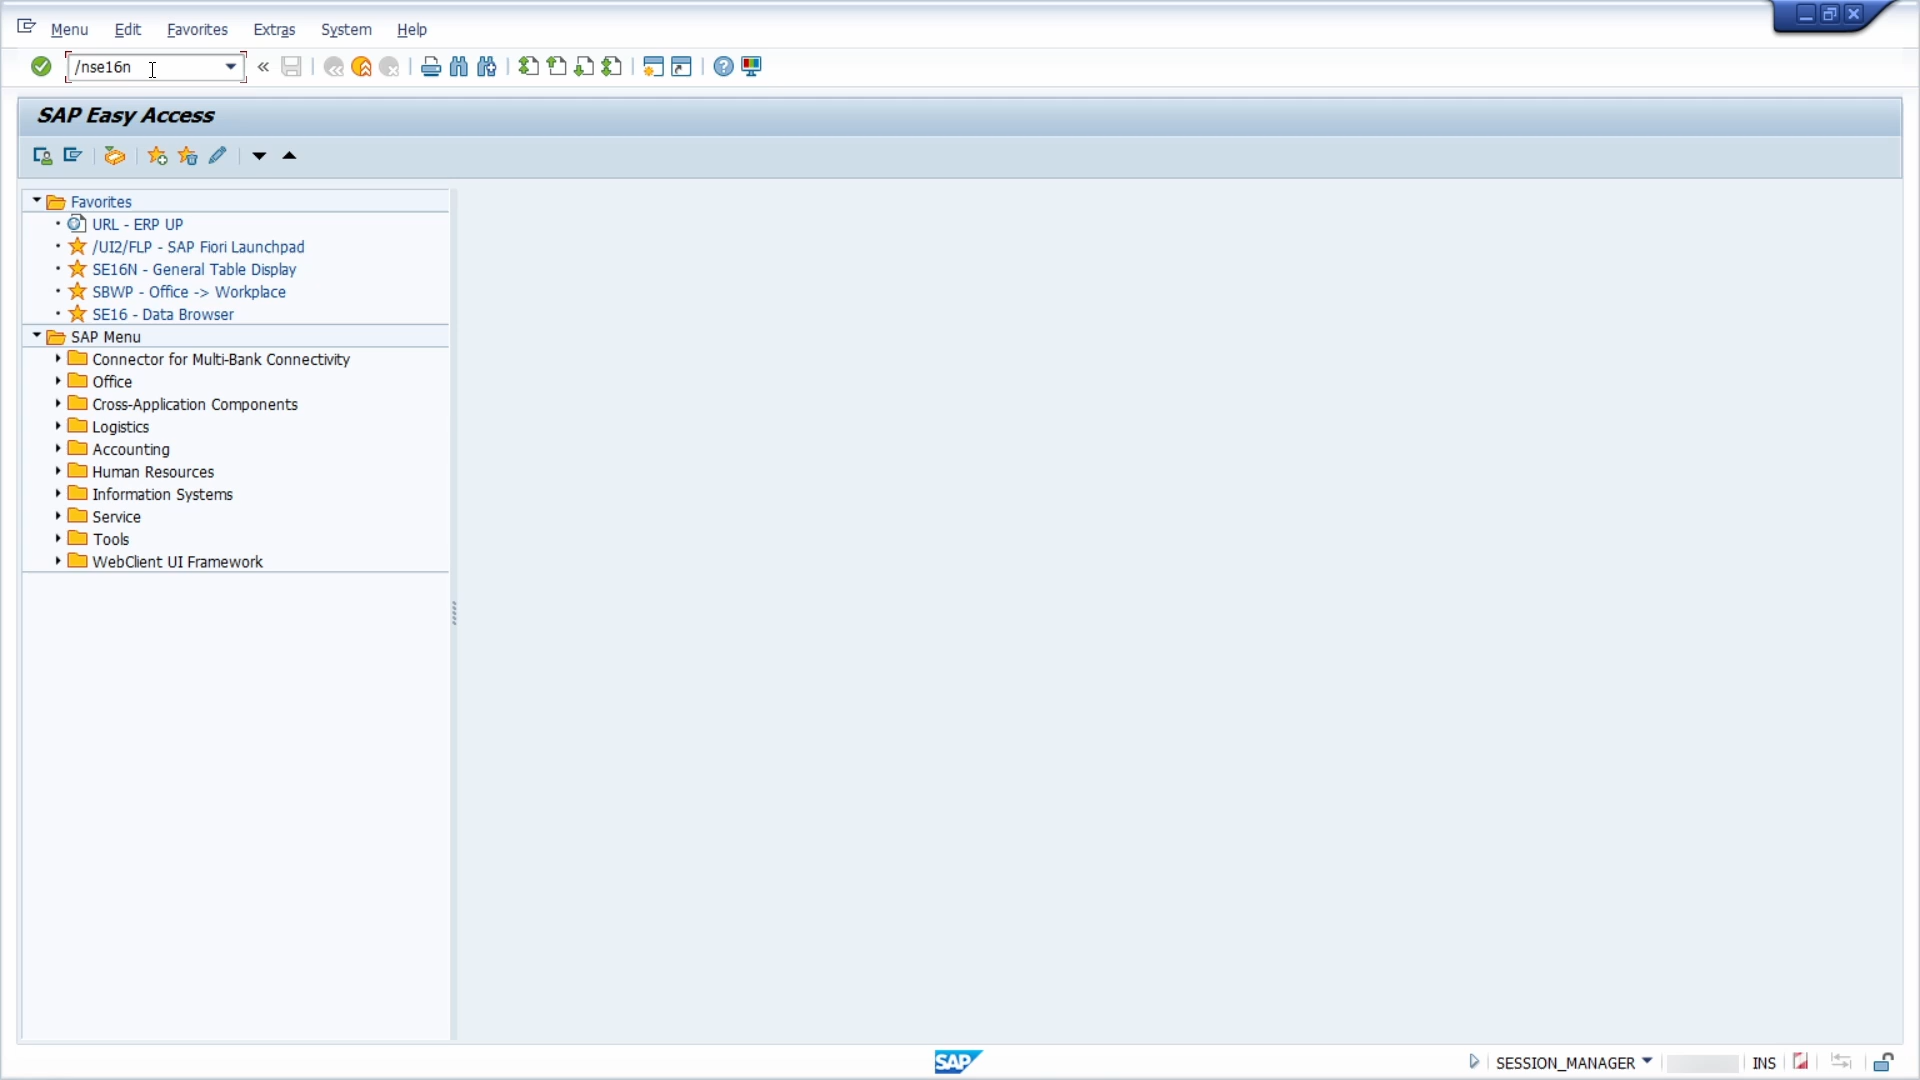 Menu Edit Favorites Extras System Help
/nse16n
SAP Easy Access
Favorites
URL - ERP UP
/UI2/FLP - SAP Fiori Launchpad
SE16N - General Table Display
SBWP - Office -> Workplace
SE16 - Data Browser
SAP Menu
Connector for Multi-Bank Connectivity
Office
Cross-Application Components
Logistics
Accounting
Human Resources
Information Systems
Service
Tools
WebClient UI Framework
SAP SESSION_MANAGER INS